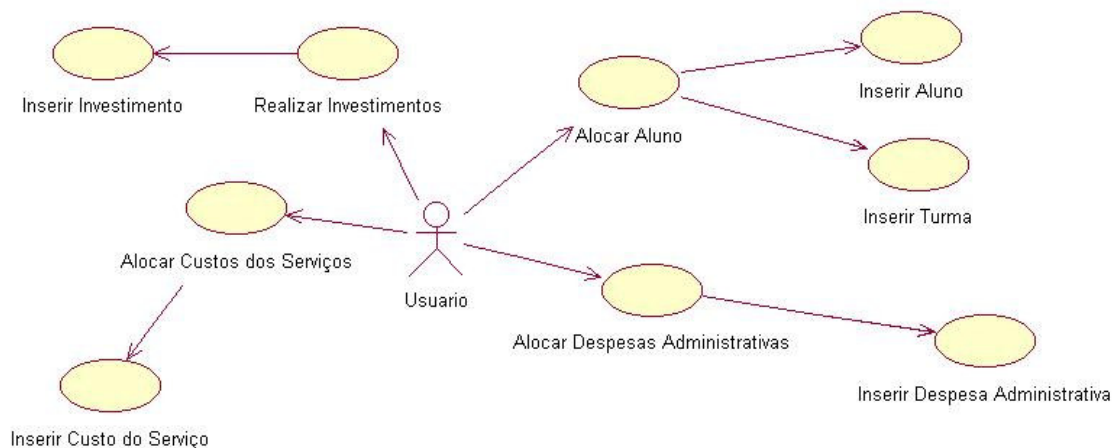 Inserir Investimento
Realizar Investimentos
Alocar Aluno
Inserir Aluno
Inserir Turma
Alocar Custos dos Serviços
Usuario
Alocar Despesas Administrativas
Inserir Despesa Administrativa
Inserir Custo do Serviço